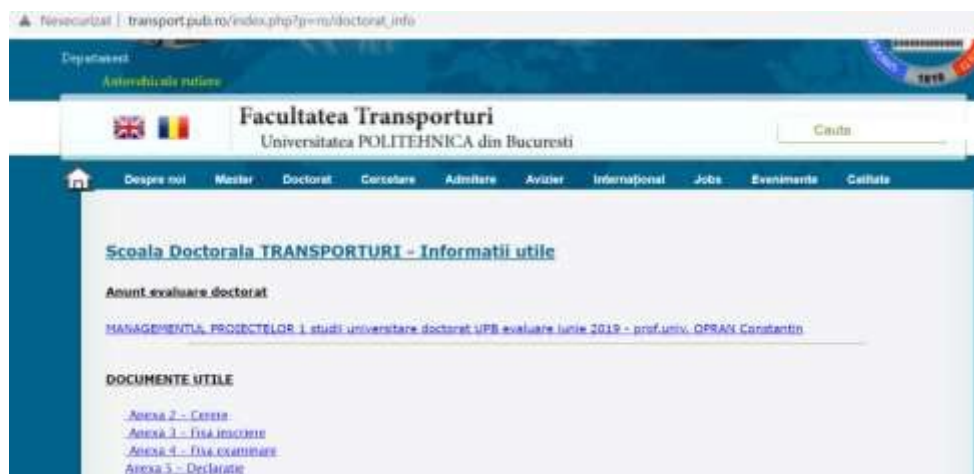 Nesecurizat | transport.pub.ro/index.php?p=ro/doctorat_info
Department
Autovehicule rutiere
1819
Facultatea Transporturi
Universitatea POLITEHNICA din Bucuresti
Cauta
Despre noi Master Doctorat Cercetare Admitere Avizier Internaţional Jobs Evenimente Calitate
Scoala Doctorala TRANSPORTURI - Informatii utile
Anunt evaluare doctorat
MANAGEMENTUL PROIECTELOR 1 studii universitare doctorat UPB evaluare iunie 2019 - prof.univ. OPRAN Constantin
DOCUMENTE UTILE
Anexa 2 - Cerere
Anexa 3 - Fisa inscriere
Anexa 4 - Fisa examinare
Anexa 5 - Declaratie